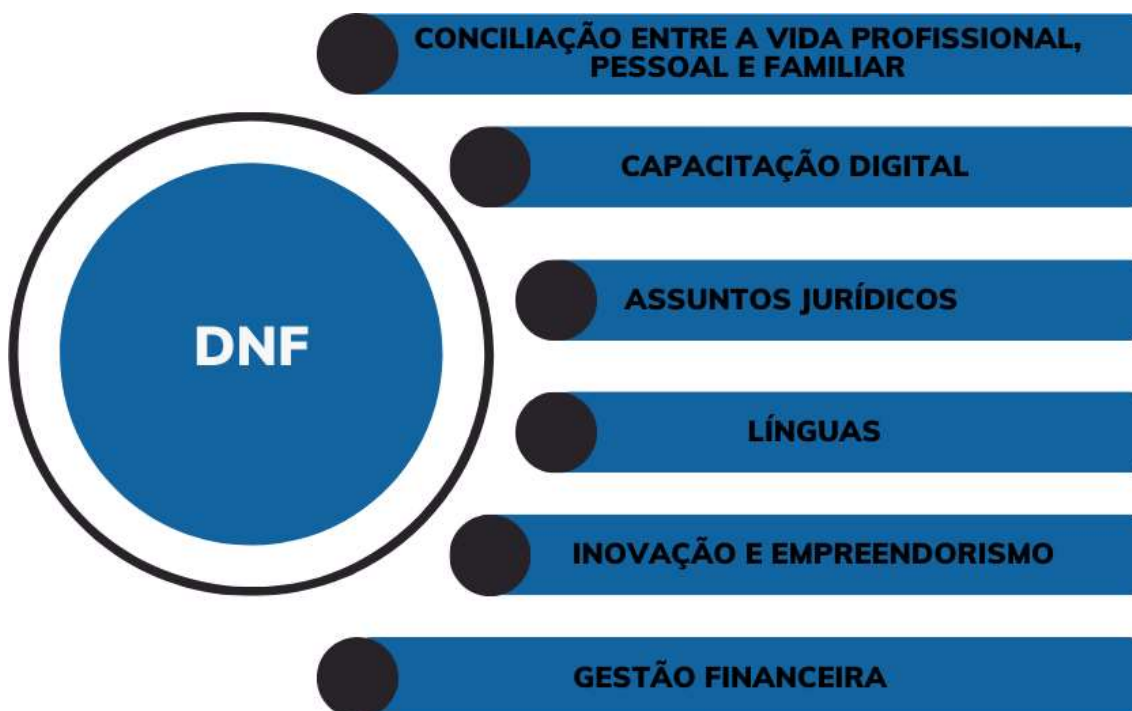 CONCILIAÇÃO ENTRE A VIDA PROFISSIONAL,
PESSOAL E FAMILIAR
CAPACITAÇÃO DIGITAL
DNF
ASSUNTOS JURÍDICOS
LÍNGUAS
INOVAÇÃO E EMPREENDORISMO
GESTÃO FINANCEIRA